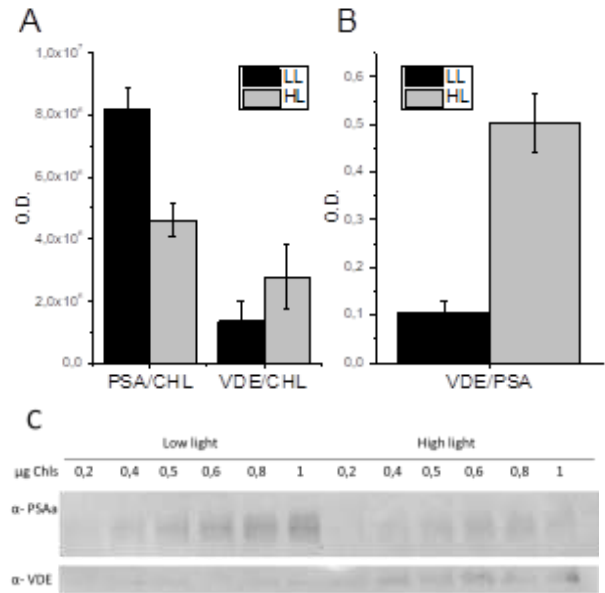 A
1,0x10⁷
8,0x10⁶
6,0x10⁶
4,0x10⁶
2,0x10⁶
0,0
O.D.
LL
HL
PSA/CHL VDE/CHL
B
0,6
0,5
0,4
0,3
0,2
0,1
0,0
O.D.
LL
HL
VDE/PSA
C
Low light High light
µg Chls 0,2 0,4 0,5 0,6 0,8 1 0,2 0,4 0,5 0,6 0,8 1
α- PSAa
α- VDE